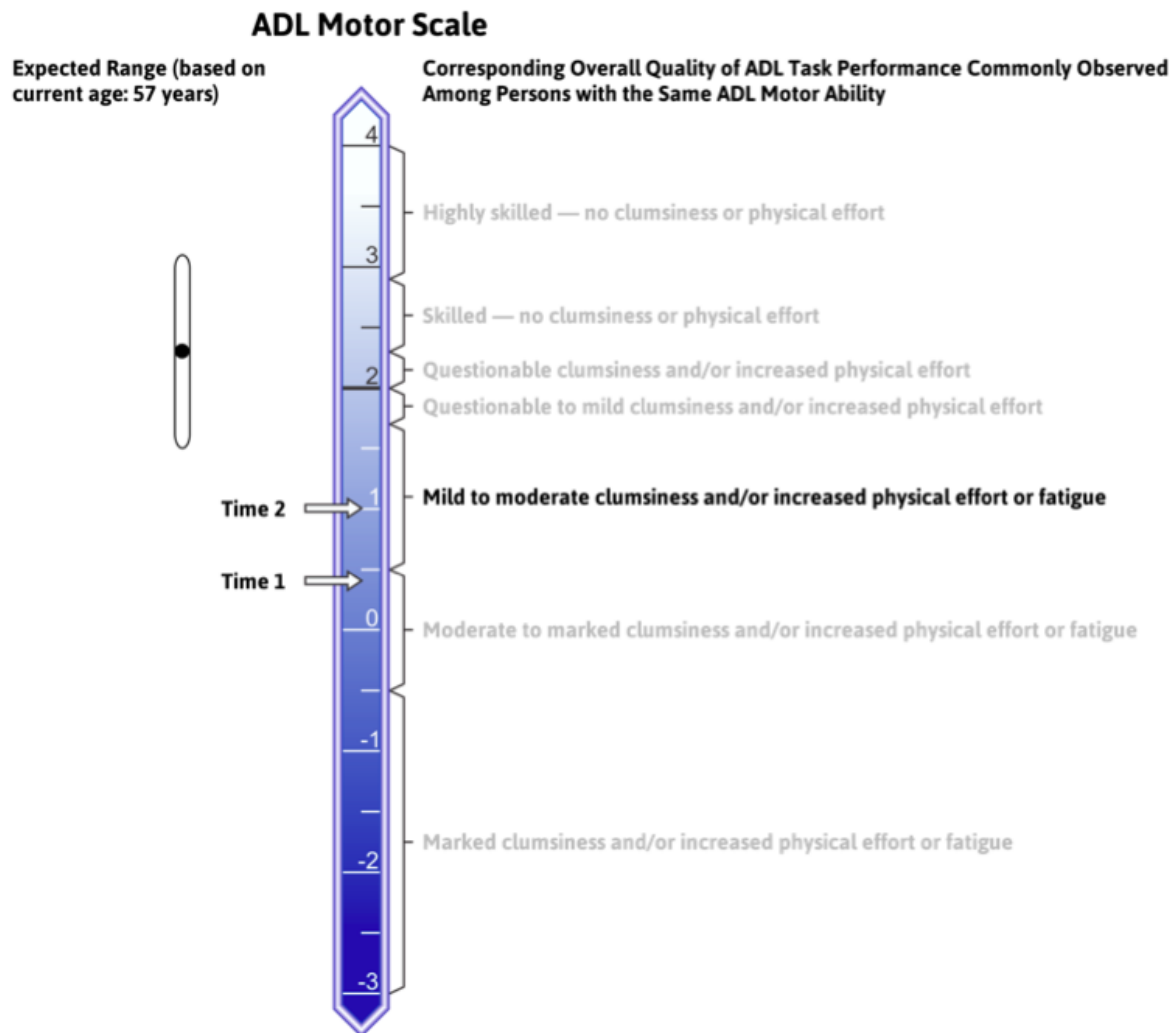 ADL Motor Scale
Expected Range (based on
current age: 57 years)
Corresponding Overall Quality of ADL Task Performance Commonly Observed
Among Persons with the Same ADL Motor Ability
4
Highly skilled — no clumsiness or physical effort
3
Skilled — no clumsiness or physical effort
Questionable clumsiness and/or increased physical effort
2
Questionable to mild clumsiness and/or increased physical effort
1
Mild to moderate clumsiness and/or increased physical effort or fatigue
Time 2
Time 1
0
Moderate to marked clumsiness and/or increased physical effort or fatigue
-1
Marked clumsiness and/or increased physical effort or fatigue
-2
-3